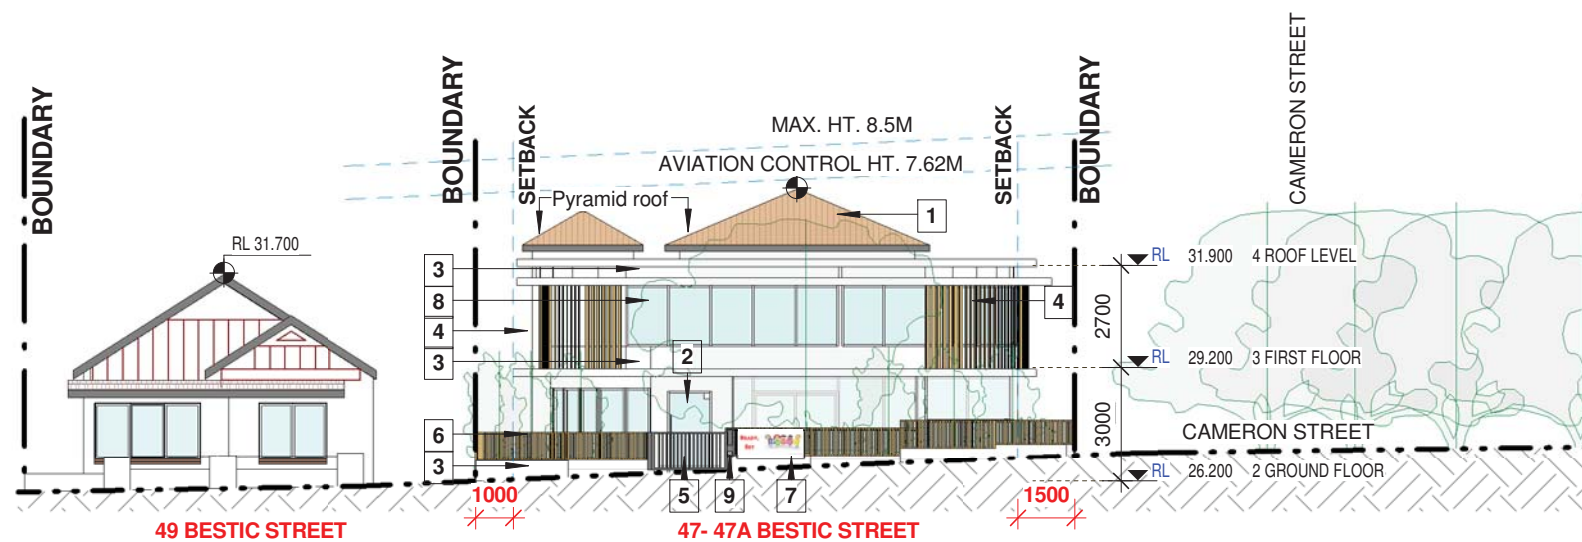 BOUNDARY
BOUNDARY
SETBACK
MAX. HT. 8.5M
AVIATION CONTROL HT. 7.62M
SETBACK
BOUNDARY
CAMERON STREET
Pyramid roof
1
RL 31.700
3
8
4
3
6
3
2
4
RL 31.900 4 ROOF LEVEL
2700
RL 29.200 3 FIRST FLOOR
3000
CAMERON STREET
RL 26.200 2 GROUND FLOOR
5
9
7
1000
1500
49 BESTIC STREET
47- 47A BESTIC STREET